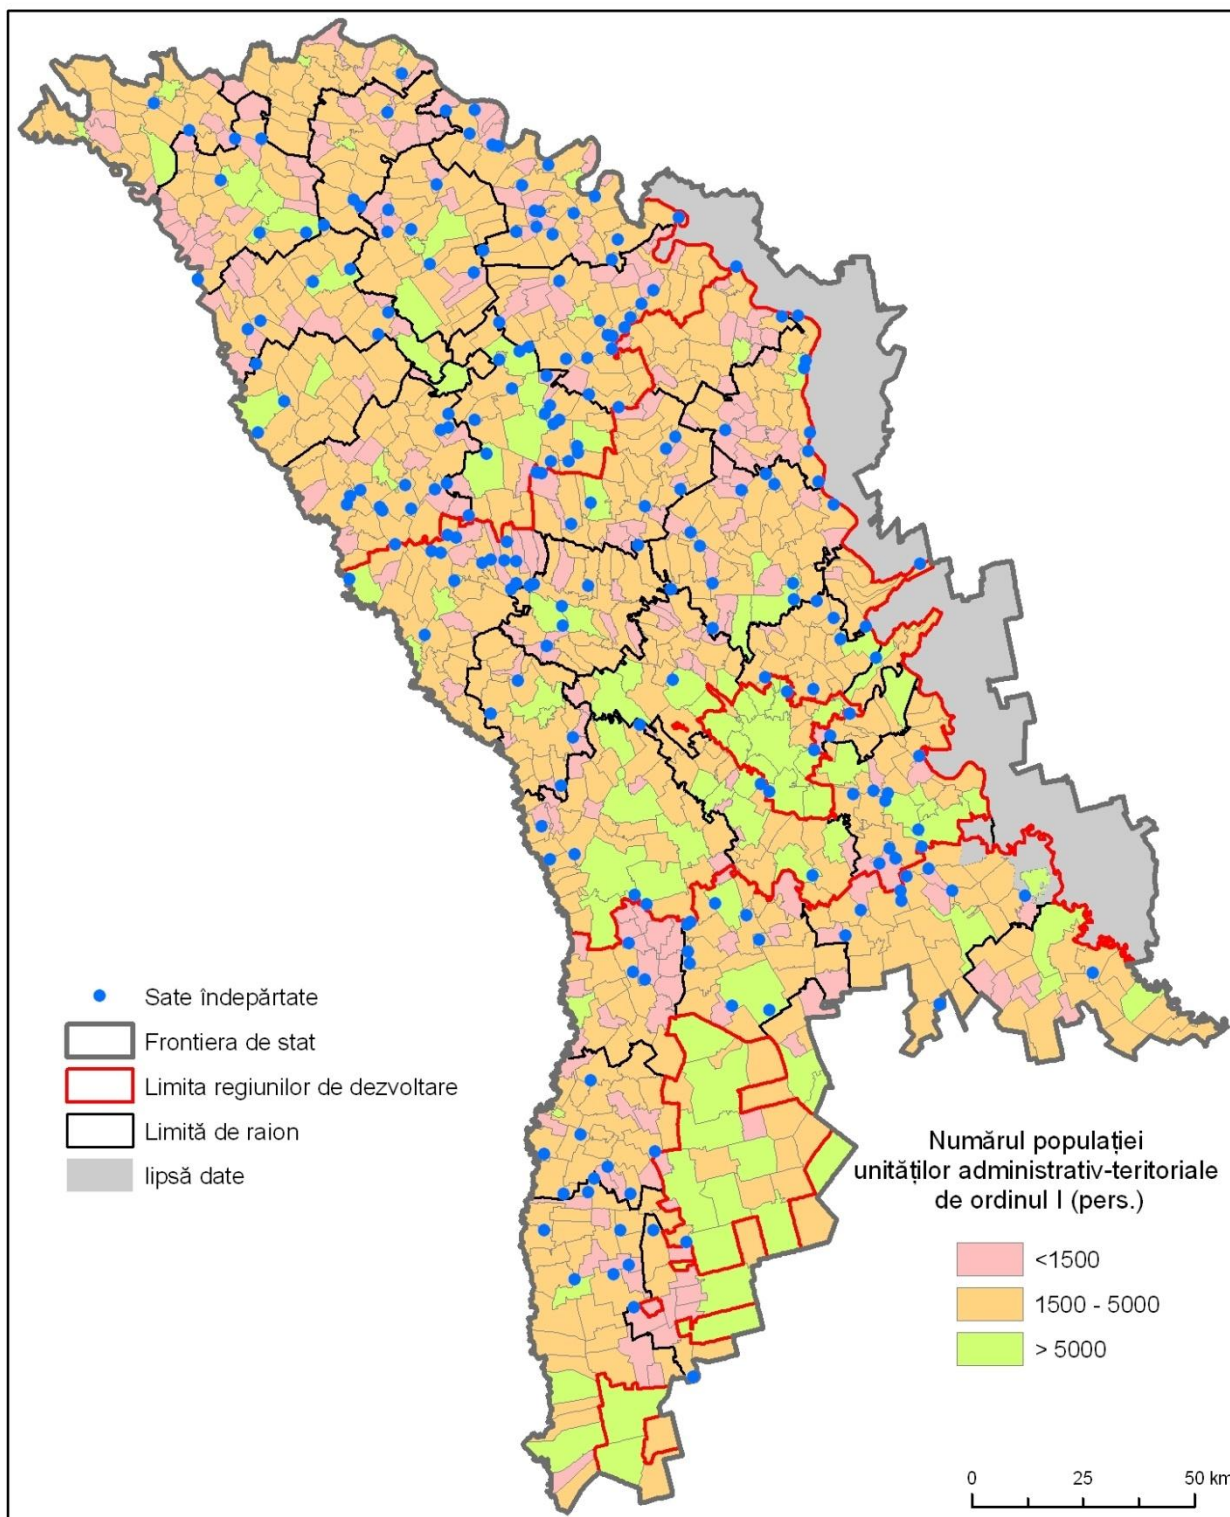 Sate îndepărtate
Frontiera de stat
Limita regiunilor de dezvoltare
Limită de raion
lipsă date
Numărul populației
unităților administrativ-teritoriale
de ordinul I (pers.)
<1500
1500 - 5000
> 5000
0 25 50 km